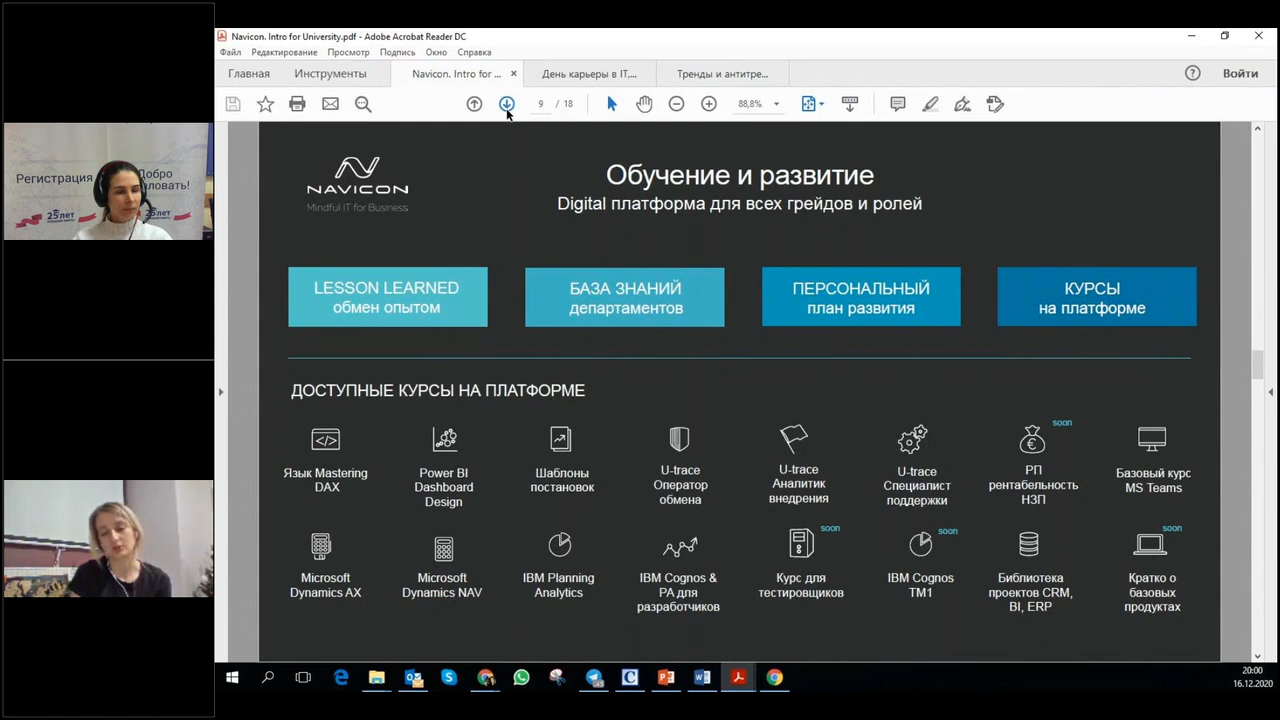 Navicon. Intro for University.pdf - Adobe Acrobat Reader DC
Файл Редактирование Просмотр Подпись Окно Справка
Главная Инструменты Navicon. Intro for ... × День карьеры в IT,... Тренды и антитре... Войти
9 / 18 88,8%
NAVICON
Mindful IT for Business
Обучение и развитие
Digital платформа для всех грейдов и ролей
LESSON LEARNED
обмен опытом
БАЗА ЗНАНИЙ
департаментов
ПЕРСОНАЛЬНЫЙ
план развития
КУРСЫ
на платформе
ДОСТУПНЫЕ КУРСЫ НА ПЛАТФОРМЕ
Язык Mastering
DAX
Power BI
Dashboard
Design
Шаблоны
постановок
U-trace
Оператор
обмена
U-trace
Аналитик
внедрения
U-trace
Специалист
поддержки
soon
РП
рентабельность
НЗП
Базовый курс
MS Teams
Microsoft
Dynamics AX
Microsoft
Dynamics NAV
IBM Planning
Analytics
IBM Cognos &
PA для
разработчиков
soon
Курс для
тестировщиков
soon
IBM Cognos
TM1
Библиотека
проектов CRM,
BI, ERP
soon
Кратко о
базовых
продуктах
Регистрация
Добро
25 лет
25 лет
20:00
16.12.2020